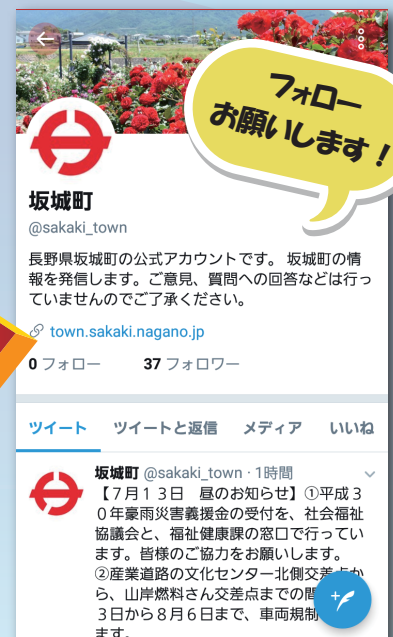 フォロー
お願いします！
坂城町
@sakaki_town
長野県坂城町の公式アカウントです。 坂城町の情
報を発信します。ご意見、質問への回答などは行っ
ていませんのでご了承ください。
town.sakaki.nagano.jp
0 フォロー 37 フォロワー
ツイート ツイートと返信 メディア いいね
坂城町 @sakaki_town · 1時間
【７月１３日　昼のお知らせ】①平成３
０年豪雨災害義援金の受付を、社会福祉
協議会と、福祉健康課の窓口で行ってい
ます。皆様のご協力をお願いします。
②産業道路の文化センター北側交差点か
ら、山岸燃料さん交差点までの間
３日から８月６日まで、車両規制
ます。